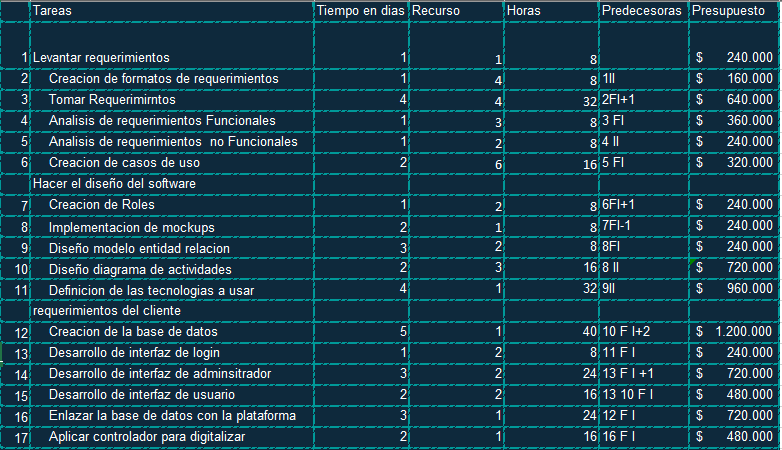 Tareas Tiempo en dias Recurso Horas Predecesoras Presupuesto
1 Levantar requerimientos 1 1 8 $ 240.000
2 Creacion de formatos de requerimientos 1 4 8 1II $ 160.000
3 Tomar Requerimirntos 4 4 32 2FI+1 $ 640.000
4 Analisis de requerimientos Funcionales 1 3 8 3 FI $ 360.000
5 Analisis de requerimientos no Funcionales 1 2 8 4 II $ 240.000
6 Creacion de casos de uso 2 6 16 5 FI $ 320.000
Hacer el diseño del software
7 Creacion de Roles 1 2 8 6FI+1 $ 240.000
8 Implementacion de mockups 2 1 8 7FI-1 $ 240.000
9 Diseño modelo entidad relacion 3 2 8 8FI $ 240.000
10 Diseño diagrama de actividades 2 3 16 8 II $ 720.000
11 Definicion de las tecnologias a usar 4 1 32 9II $ 960.000
requerimientos del cliente
12 Creacion de la base de datos 5 1 40 10 F I+2 $ 1.200.000
13 Desarrollo de interfaz de login 1 2 8 11 F I $ 240.000
14 Desarrollo de interfaz de adminsitrador 3 2 24 13 F I +1 $ 720.000
15 Desarrollo de interfaz de usuario 2 2 16 13 10 F I $ 480.000
16 Enlazar la base de datos con la plataforma 3 1 24 12 F I $ 720.000
17 Aplicar controlador para digitalizar 2 1 16 16 F I $ 480.000